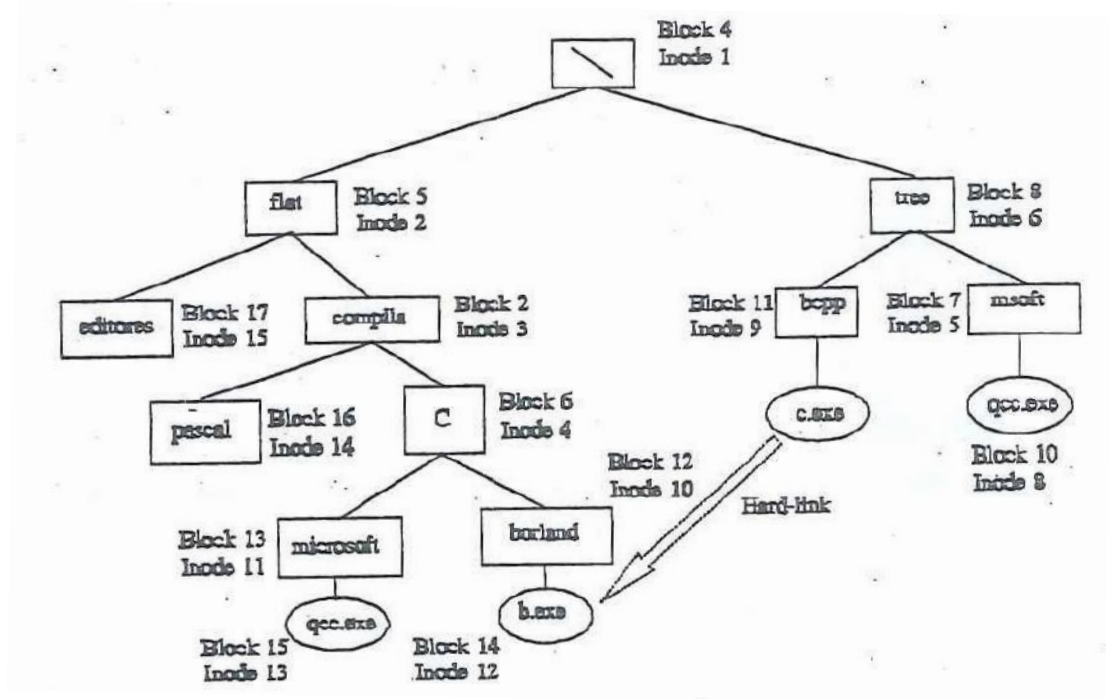 Block 4
Inode 1
\
flat
Block 5
Inode 2
tree
Block 8
Inode 6
editores
Block 17
Inode 15
compila
Block 2
Inode 3
Block 11
Inode 9
bcpp
Block 7
Inode 5
msoft
pascal
Block 16
Inode 14
C
Block 6
Inode 4
c.exe
qcc.exe
Block 10
Inode 8
Block 12
Inode 10
Hard-link
Block 13
Inode 11
microsoft
borland
qcc.exe
Block 15
Inode 13
b.exe
Block 14
Inode 12